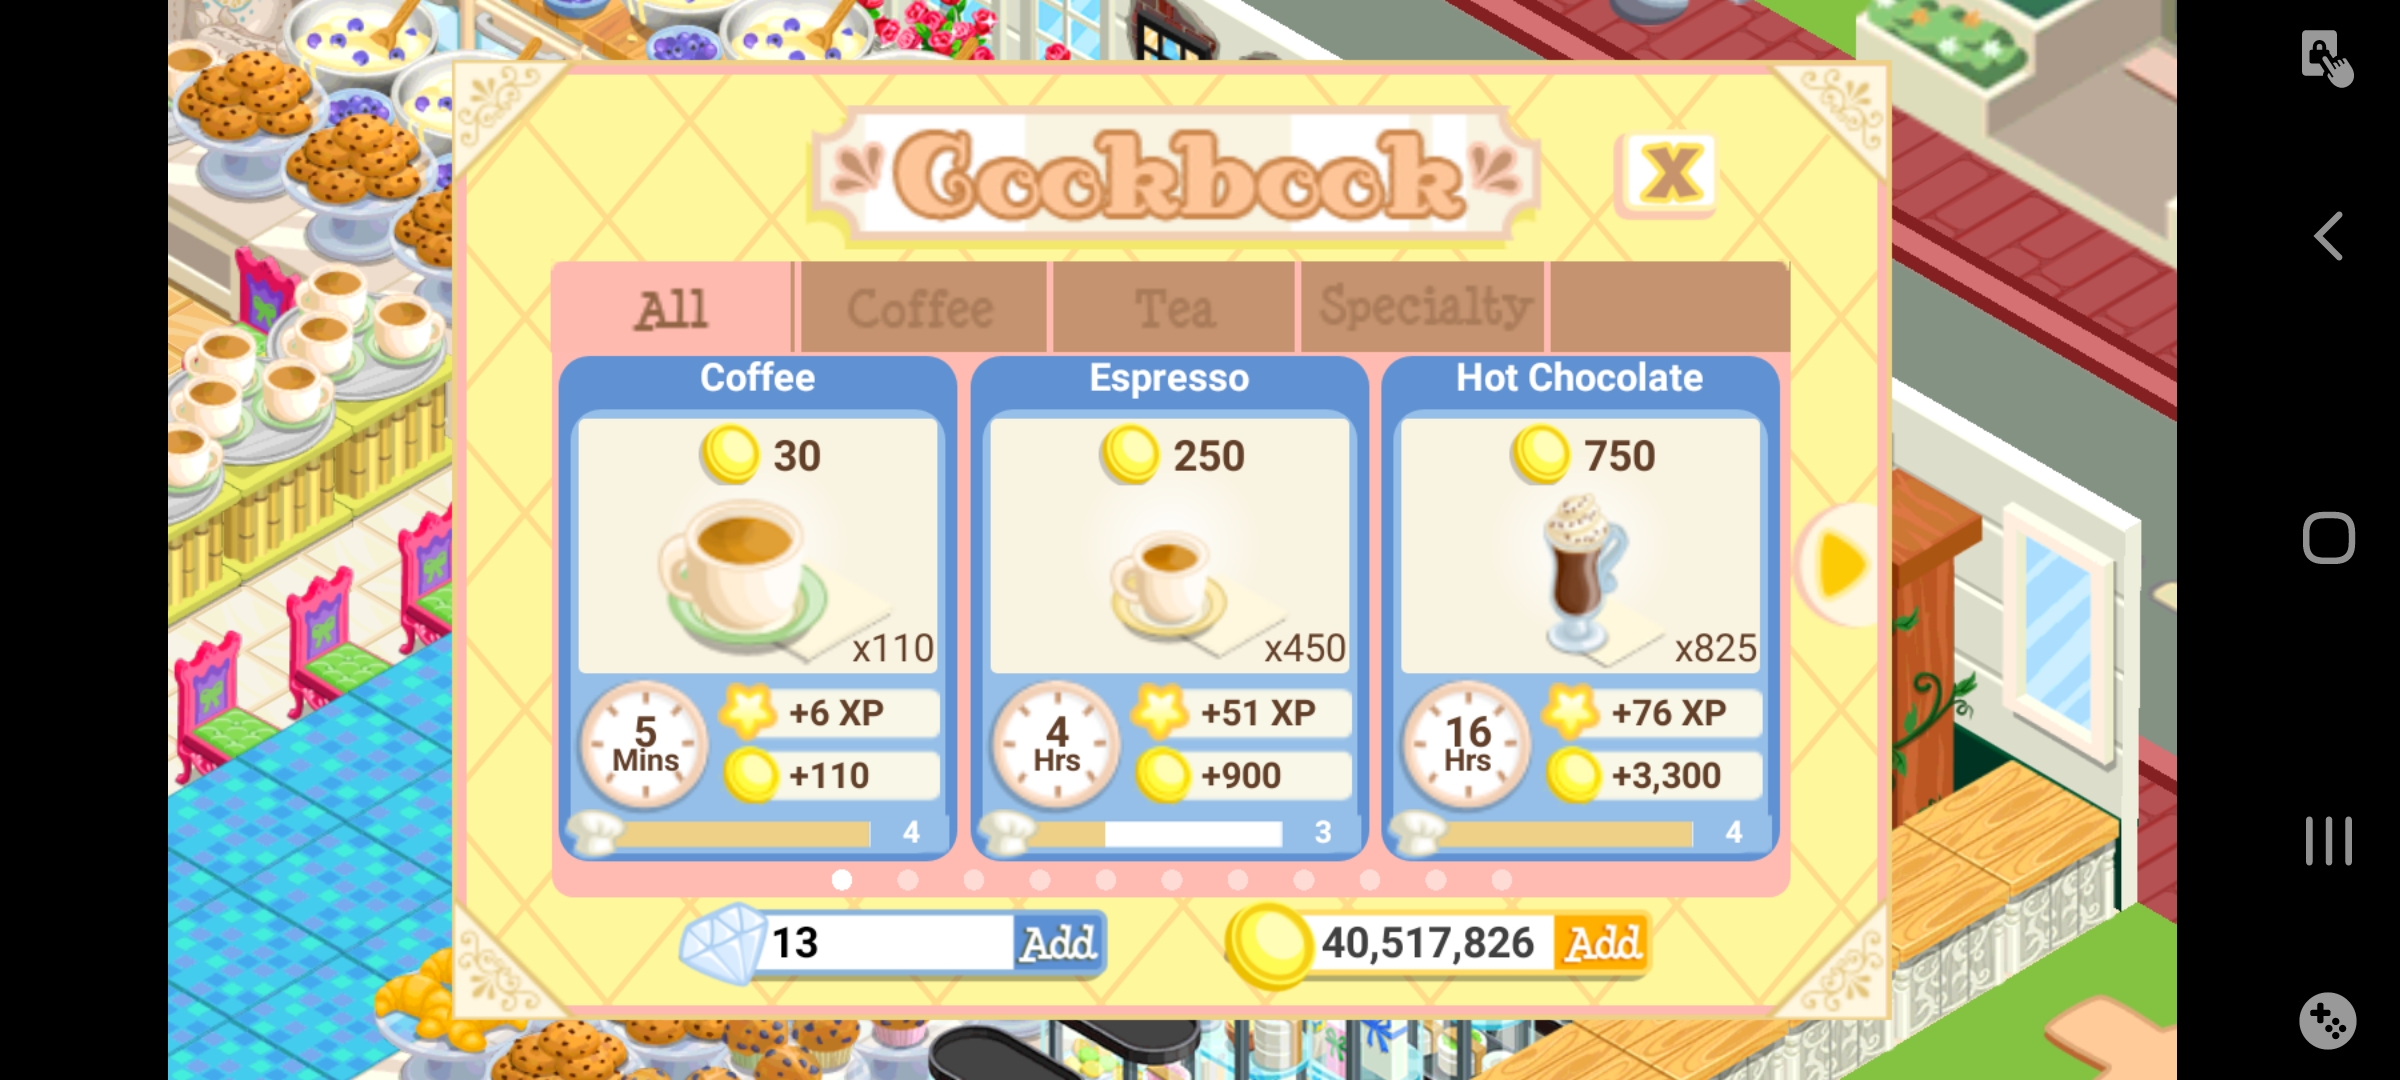 Cookbook
X
All Coffee Tea Specialty
Coffee Espresso Hot Chocolate
30 250 750
x110 x450 x825
5 Mins +6 XP 4 Hrs +51 XP 16 Hrs +76 XP
+110 +900 +3,300
4 3 4
13 Add 40,517,826 Add